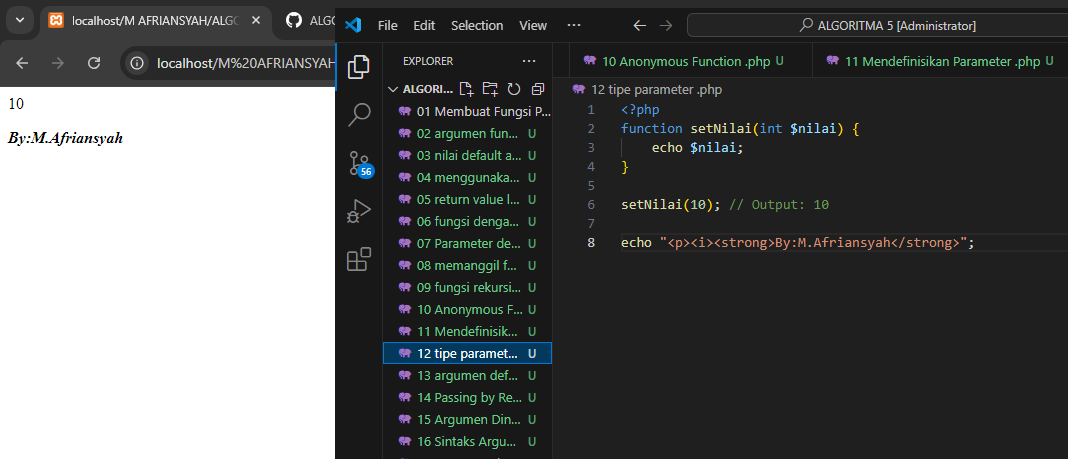 localhost/M AFRIANSYAH/ALGO
ALGO
localhost/M%20AFRIANSYAH
10
By:M.Afriansyah
File Edit Selection View ···
ALGORITMA 5 [Administrator]
EXPLORER ···
ALGORI...
01 Membuat Fungsi P...
02 argumen fun... U
03 nilai default a... U
04 menggunaka... U
05 return value l... U
06 fungsi denga... U
07 Parameter de... U
08 memanggil f... U
09 fungsi rekursi... U
10 Anonymous F... U
11 Mendefinisik... U
12 tipe paramet... U
13 argumen def... U
14 Passing by Re... U
15 Argumen Din... U
16 Sintaks Argu... U
56
10 Anonymous Function .php U
11 Mendefinisikan Parameter .php U
12 tipe parameter .php
1 <?php
2 function setNilai(int $nilai) {
3 echo $nilai;
4 }
5
6 setNilai(10); // Output: 10
7
8 echo "<p><i><strong>By:M.Afriansyah</strong>";